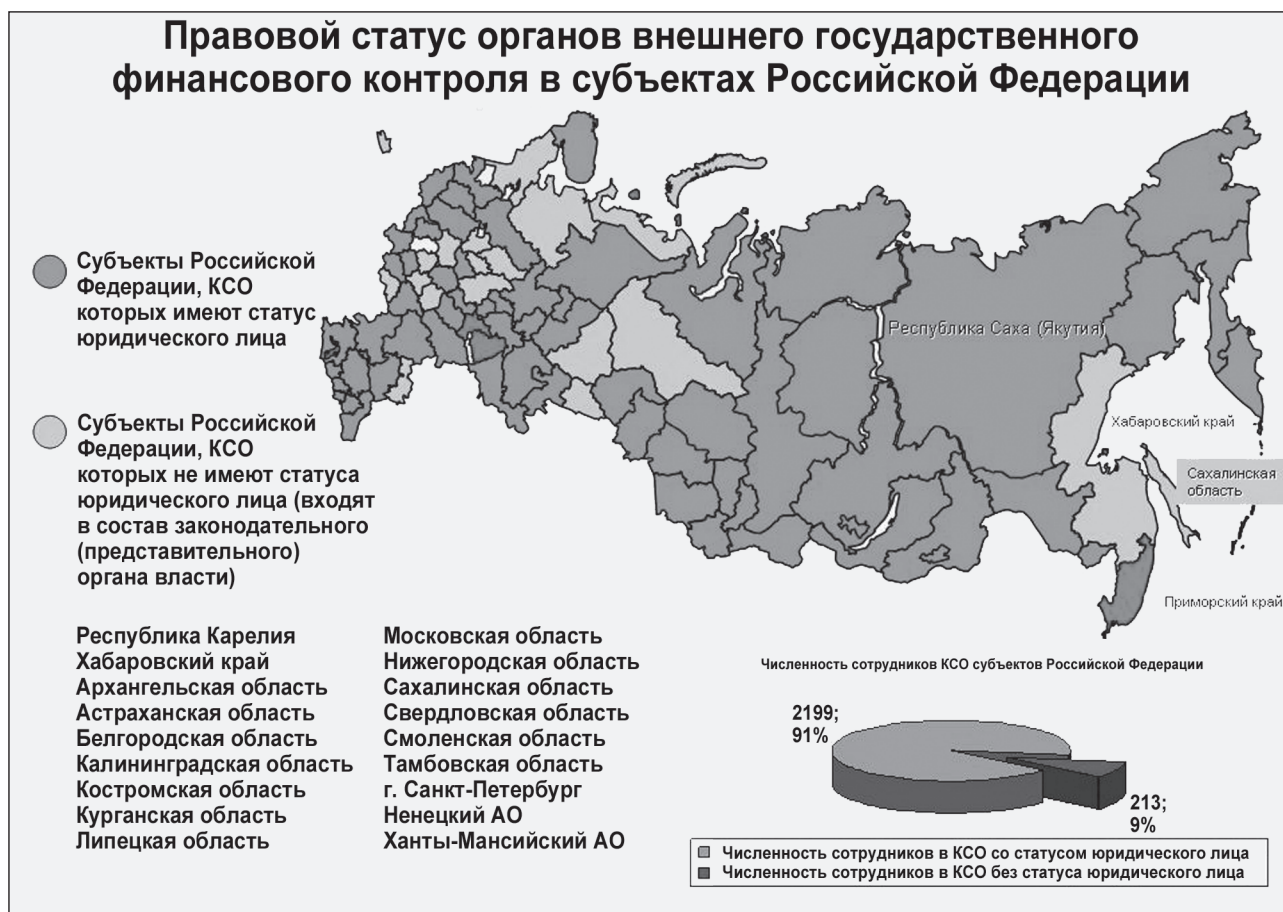 Правовой статус органов внешнего государственного
финансового контроля в субъектах Российской Федерации
Субъекты Российской
Федерации, КСО
которых имеют статус
юридического лица
Субъекты Российской
Федерации, КСО
которых не имеют статуса
юридического лица (входят
в состав законодательного
(представительного)
органа власти)
Республика Саха (Якутия)
Хабаровский край
Сахалинская
область
Приморский край
Республика Карелия
Хабаровский край
Архангельская область
Астраханская область
Белгородская область
Калининградская область
Костромская область
Курганская область
Липецкая область
Московская область
Нижегородская область
Сахалинская область
Свердловская область
Смоленская область
Тамбовская область
г. Санкт-Петербург
Ненецкий АО
Ханты-Мансийский АО
Численность сотрудников КСО субъектов Российской Федерации
2199;
91%
213;
9%
Численность сотрудников в КСО со статусом юридического лица
Численность сотрудников в КСО без статуса юридического лица